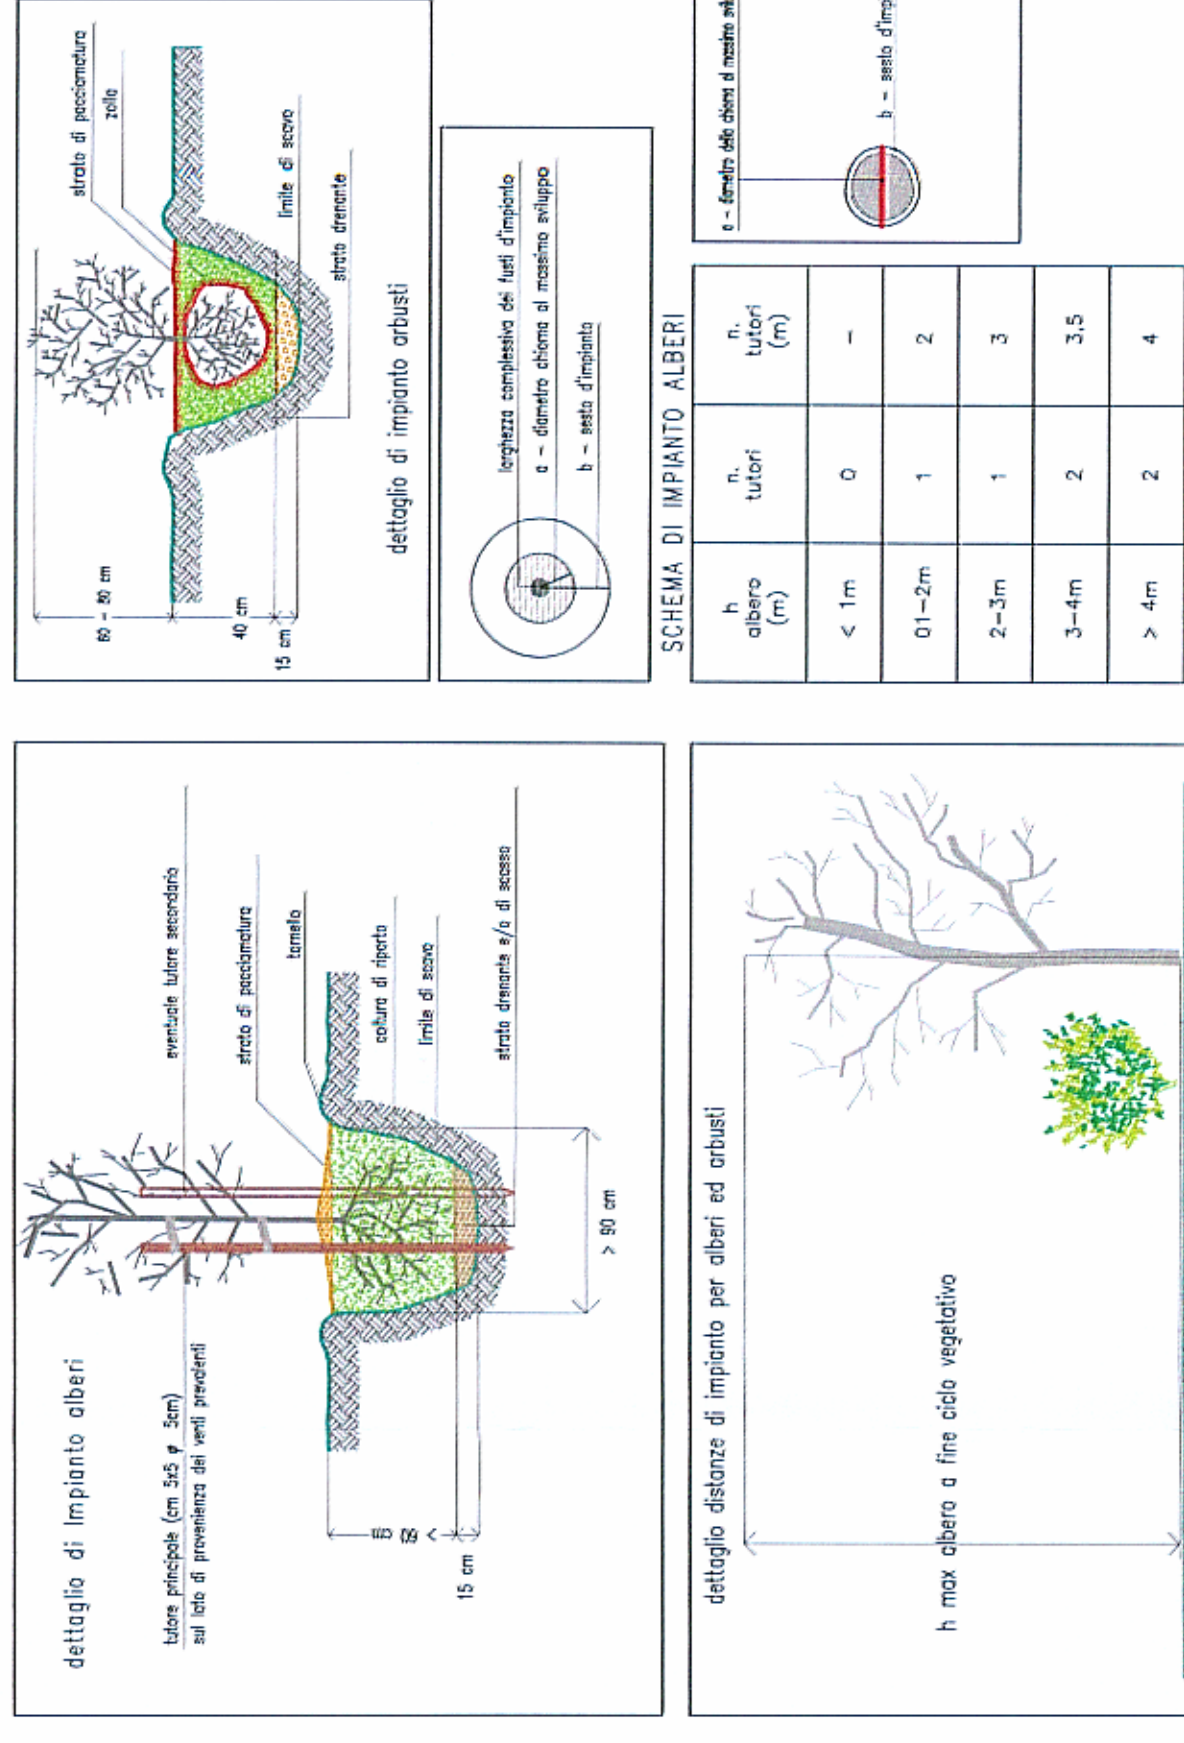 dettaglio di Impianto alberi
tutore principale (cm 5x5 ø 5cm)
sul lato di provenienza dei venti prevalenti
eventuale tutore secondario
strato di pacciamatura
tornello
coltura di riporto
limite di scavo
strato drenante e/o di scasso
> 60 cm
15 cm
> 90 cm
strato di pacciamatura
zolla
limite di scavo
strato drenante
60 - 80 cm
40 cm
15 cm
dettaglio di impianto arbusti
larghezza complessiva dei fusti d'impianto
a - diametro chioma al massimo sviluppo
b - sesto d'impianto
SCHEMA DI IMPIANTO ALBERI
h albero (m) n. tutori n. tutori (m)
< 1m 0 -
01-2m 1 2
2-3m 1 3
3-4m 2 3,5
> 4m 2 4
a - diametro della chioma al massimo
b - sesto
dettaglio distanze di impianto per alberi ed arbusti
h max albero a fine ciclo vegetativo